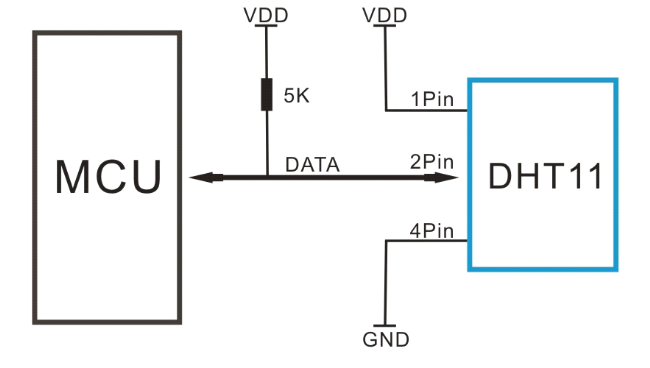 VDD VDD
5K
1Pin
MCU
DATA
2Pin
DHT11
4Pin
GND